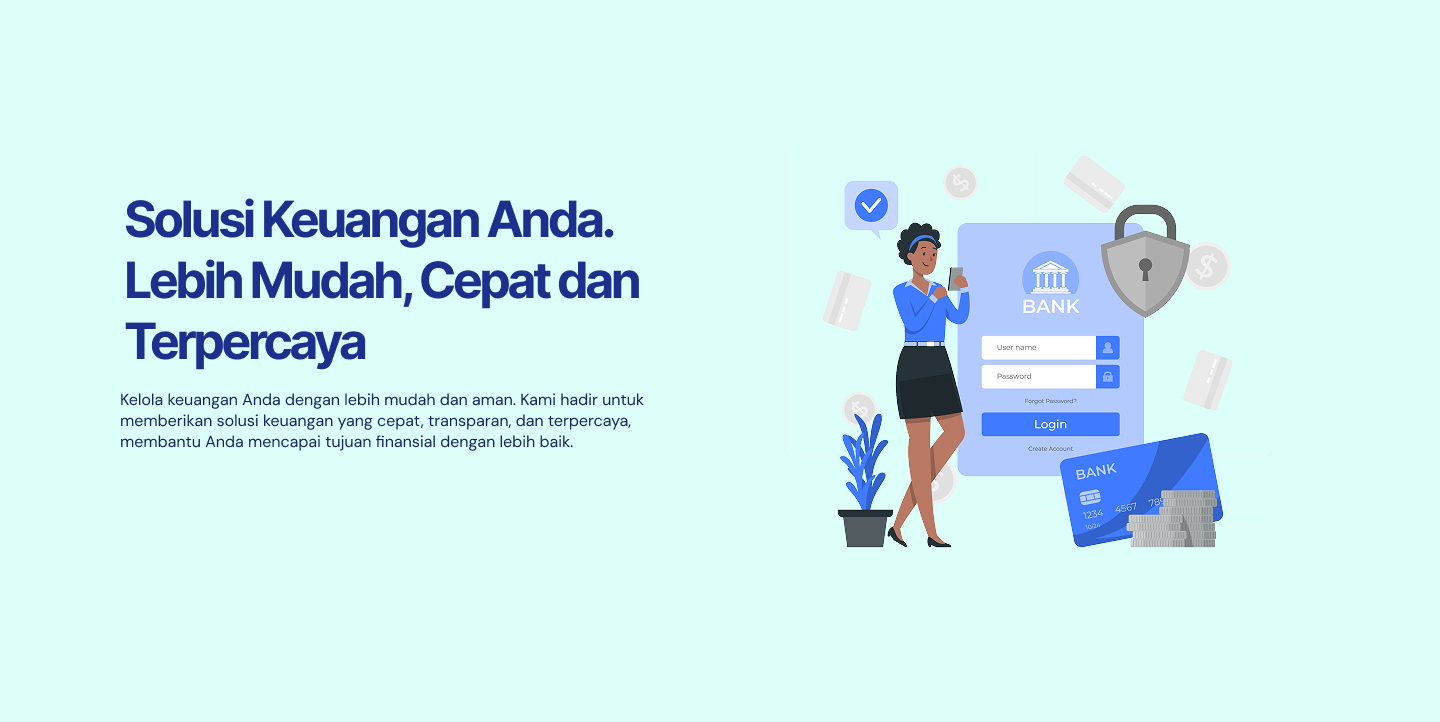 Solusi Keuangan Anda.
Lebih Mudah, Cepat dan
Terpercaya
Kelola keuangan Anda dengan lebih mudah dan aman. Kami hadir untuk
memberikan solusi keuangan yang cepat, transparan, dan terpercaya,
membantu Anda mencapai tujuan finansial dengan lebih baik.
BANK
User name
Password
Forgot Password?
Login
Create Account
BANK
1234 4567
10/24